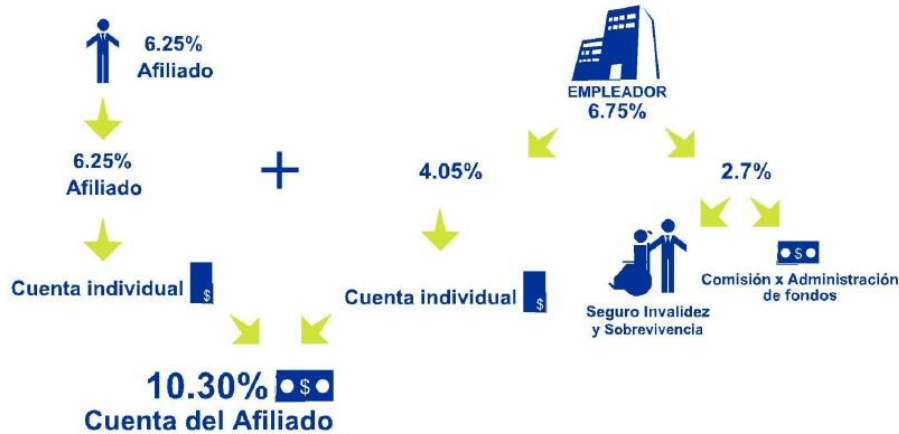 6.25%
Afiliado
EMPLEADOR
6.75%
6.25%
Afiliado
+
4.05%
2.7%
Cuenta individual
$
Cuenta individual
$
Seguro Invalidez
y Sobrevivencia
$
Comisión x Administración
de fondos
10.30%
$
Cuenta del Afiliado